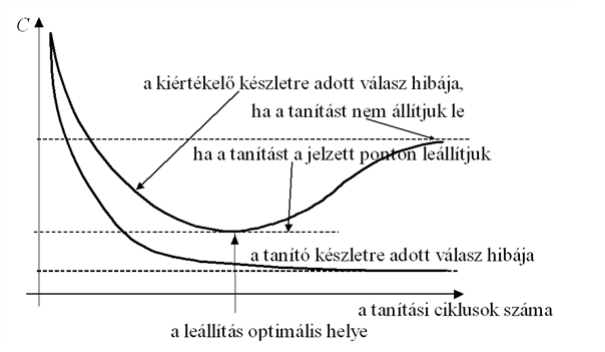 C
a kiértékelő készletre adott válasz hibája,
ha a tanítást nem állítjuk le
ha a tanítást a jelzett ponton leállítjuk
a tanító készletre adott válasz hibája
a tanítási ciklusok száma
a leállítás optimális helye